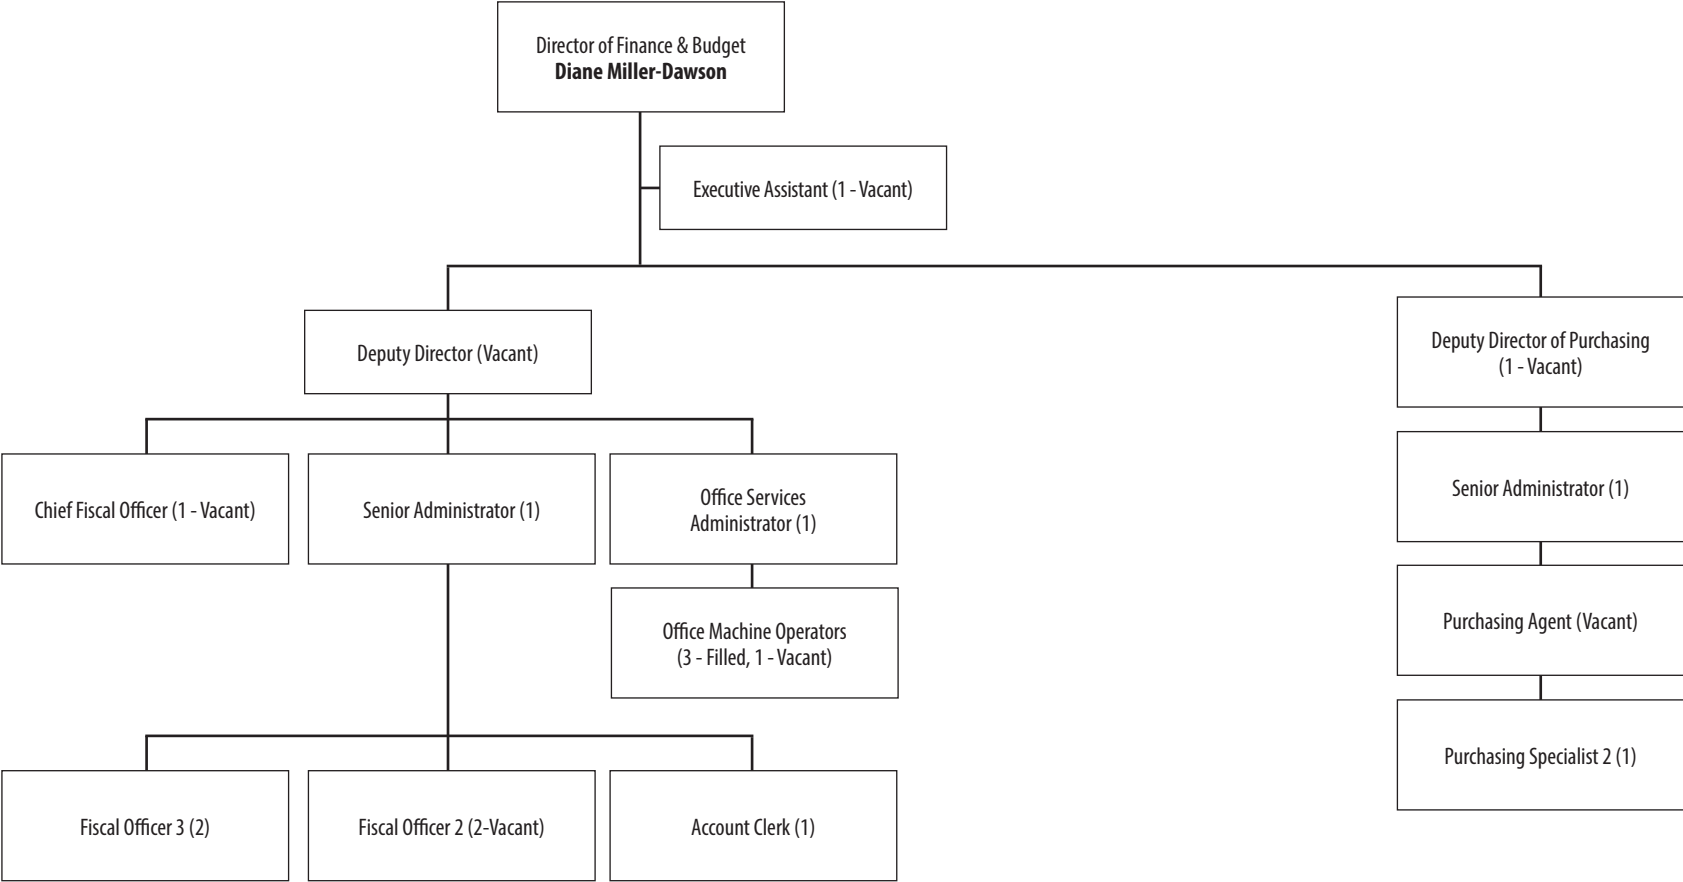 Director of Finance & Budget
Diane Miller-Dawson
Executive Assistant (1 - Vacant)
Deputy Director (Vacant)
Deputy Director of Purchasing
(1 - Vacant)
Chief Fiscal Officer (1 - Vacant)
Senior Administrator (1)
Office Services
Administrator (1)
Senior Administrator (1)
Office Machine Operators
(3 - Filled, 1 - Vacant)
Purchasing Agent (Vacant)
Purchasing Specialist 2 (1)
Fiscal Officer 3 (2)
Fiscal Officer 2 (2-Vacant)
Account Clerk (1)